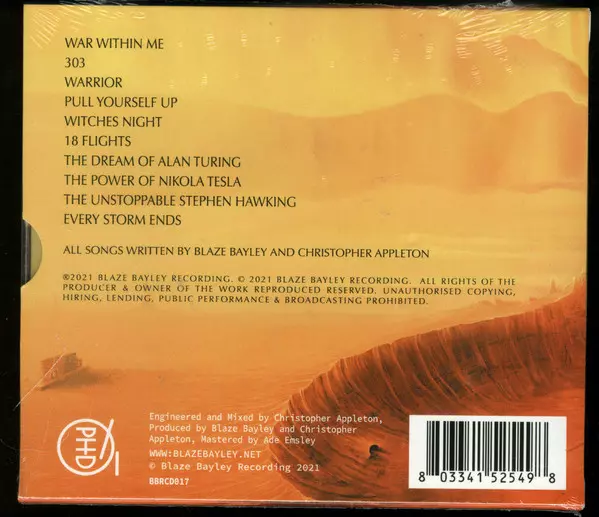 WAR WITHIN ME
303
WARRIOR
PULL YOURSELF UP
WITCHES NIGHT
18 FLIGHTS
THE DREAM OF ALAN TURING
THE POWER OF NIKOLA TESLA
THE UNSTOPPABLE STEPHEN HAWKING
EVERY STORM ENDS
ALL SONGS WRITTEN BY BLAZE BAYLEY AND CHRISTOPHER APPLETON
℗2021 BLAZE BAYLEY RECORDING. © 2021 BLAZE BAYLEY RECORDING. ALL RIGHTS OF THE
PRODUCER & OWNER OF THE WORK REPRODUCED RESERVED. UNAUTHORISED COPYING,
HIRING, LENDING, PUBLIC PERFORMANCE & BROADCASTING PROHIBITED.
Engineered and Mixed by Christopher Appleton,
Produced by Blaze Bayley and Christopher
Appleton, Mastered by Ade Emsley
WWW.BLAZEBAYLEY.NET
© Blaze Bayley Recording 2021
BBRCD017
8 03341 52549 8